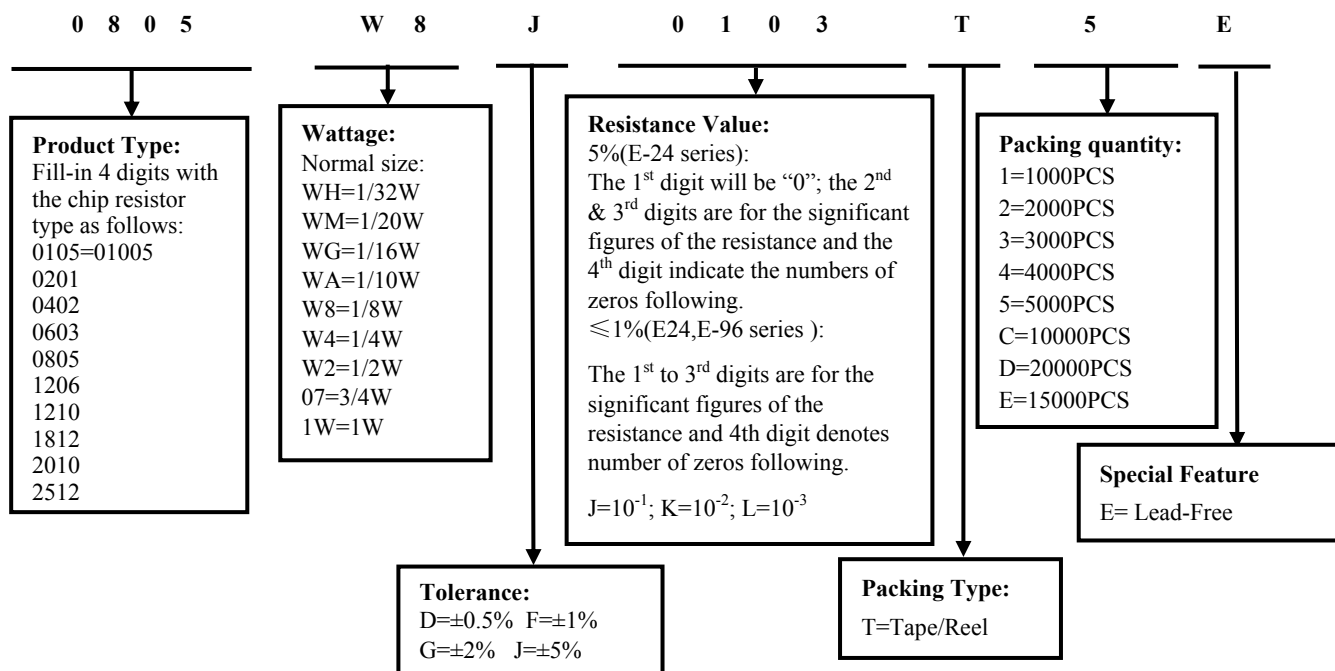 0 8 0 5 W 8 J 0 1 0 3 T 5 E
Product Type:
Fill-in 4 digits with
the chip resistor
type as follows:
0105=01005
0201
0402
0603
0805
1206
1210
1812
2010
2512
Wattage:
Normal size:
WH=1/32W
WM=1/20W
WG=1/16W
WA=1/10W
W8=1/8W
W4=1/4W
W2=1/2W
07=3/4W
1W=1W
Tolerance:
D=±0.5% F=±1%
G=±2% J=±5%
Resistance Value:
5%(E-24 series):
The 1st digit will be “0”; the 2nd
& 3rd digits are for the significant
figures of the resistance and the
4th digit indicate the numbers of
zeros following.
≤1%(E24,E-96 series ):
The 1st to 3rd digits are for the
significant figures of the
resistance and 4th digit denotes
number of zeros following.
J=10-1; K=10-2; L=10-3
Packing Type:
T=Tape/Reel
Packing quantity:
1=1000PCS
2=2000PCS
3=3000PCS
4=4000PCS
5=5000PCS
C=10000PCS
D=20000PCS
E=15000PCS
Special Feature
E= Lead-Free